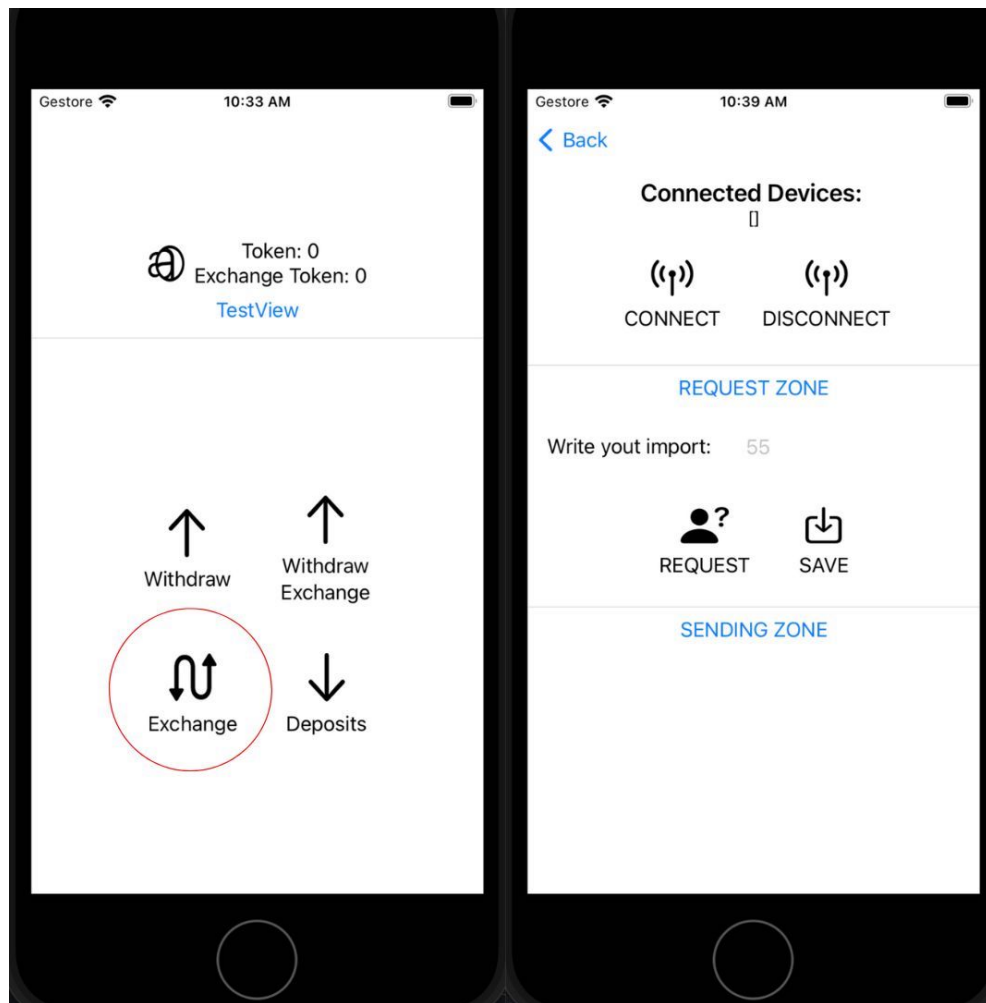 Gestore
10:33 AM
Token: 0
Exchange Token: 0
TestView
Withdraw
Withdraw
Exchange
Exchange
Deposits
Gestore
10:39 AM
Back
Connected Devices:
[]
CONNECT
DISCONNECT
REQUEST ZONE
Write yout import:
55
?
REQUEST
SAVE
SENDING ZONE